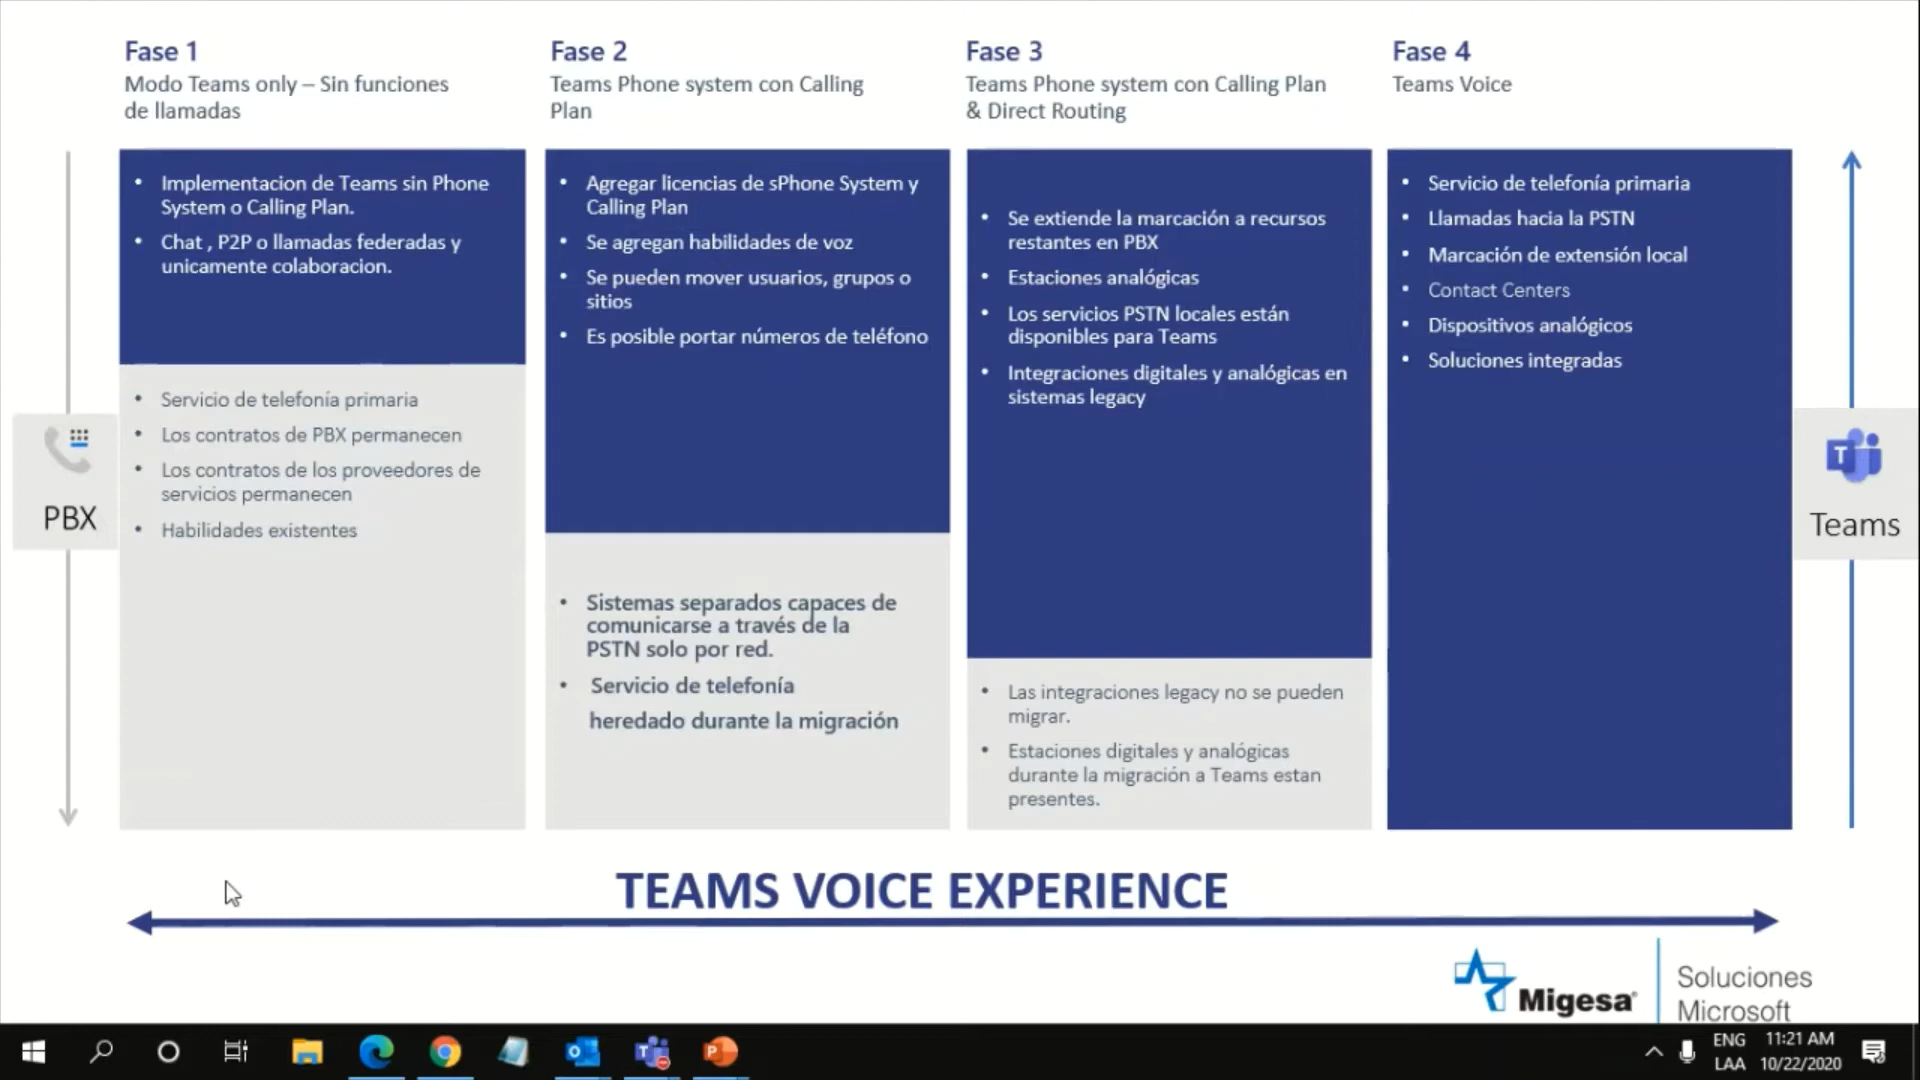 Fase 1
Modo Teams only – Sin funciones
de llamadas
Fase 2
Teams Phone system con Calling
Plan
Fase 3
Teams Phone system con Calling Plan
& Direct Routing
Fase 4
Teams Voice
PBX
• Implementacion de Teams sin Phone
System o Calling Plan.
• Chat , P2P o llamadas federadas y
unicamente colaboracion.
• Servicio de telefonía primaria
• Los contratos de PBX permanecen
• Los contratos de los proveedores de
servicios permanecen
• Habilidades existentes
• Agregar licencias de sPhone System y
Calling Plan
• Se agregan habilidades de voz
• Se pueden mover usuarios, grupos o
sitios
• Es posible portar números de teléfono
• Sistemas separados capaces de
comunicarse a través de la
PSTN solo por red.
• Servicio de telefonía
heredado durante la migración
• Se extiende la marcación a recursos
restantes en PBX
• Estaciones analógicas
• Los servicios PSTN locales están
disponibles para Teams
• Integraciones digitales y analógicas en
sistemas legacy
• Las integraciones legacy no se pueden
migrar.
• Estaciones digitales y analógicas
durante la migración a Teams estan
presentes.
• Servicio de telefonía primaria
• Llamadas hacia la PSTN
• Marcación de extensión local
• Contact Centers
• Dispositivos analógicos
• Soluciones integradas
T
Teams
TEAMS VOICE EXPERIENCE
Migesa®
Soluciones
Microsoft
ENG
LAA
11:21 AM
10/22/2020